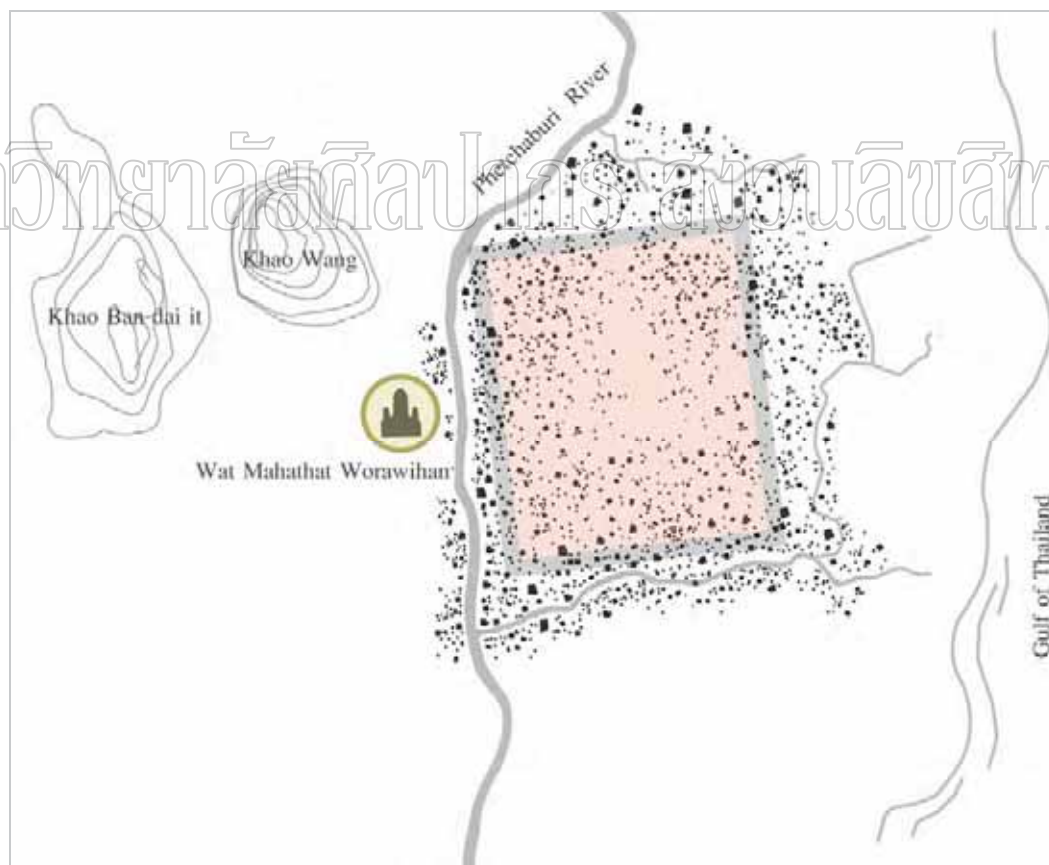 Phetchaburi River
มหาวิทยาลัยศิลปากร สงวนลิขสิทธิ์
Khao Wang
Khao Ban-dai it
Wat Mahathat Worawihan
Gulf of Thailand